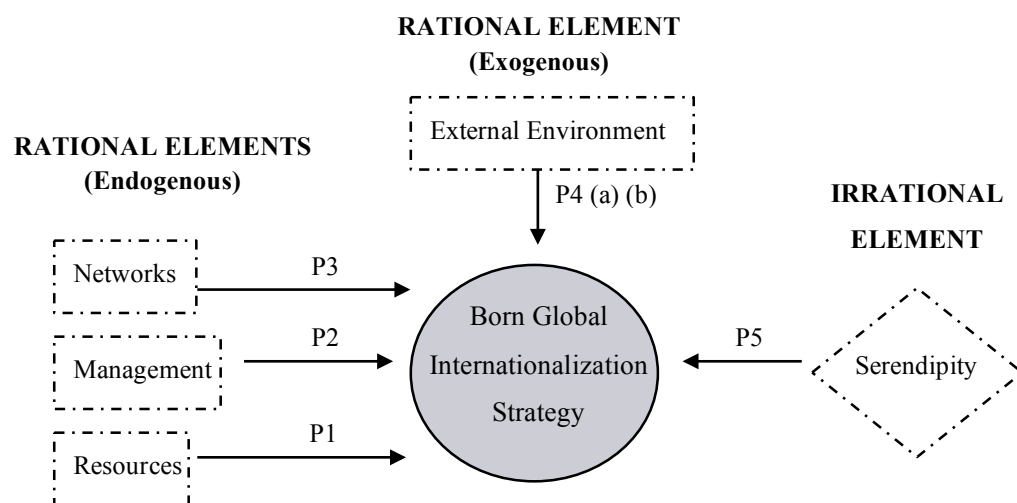 RATIONAL ELEMENT
(Exogenous)
External Environment
RATIONAL ELEMENTS
(Endogenous)
P4 (a) (b)
IRRATIONAL
ELEMENT
Networks
P3
Management
P2
Resources
P1
Born Global
Internationalization
Strategy
P5
Serendipity